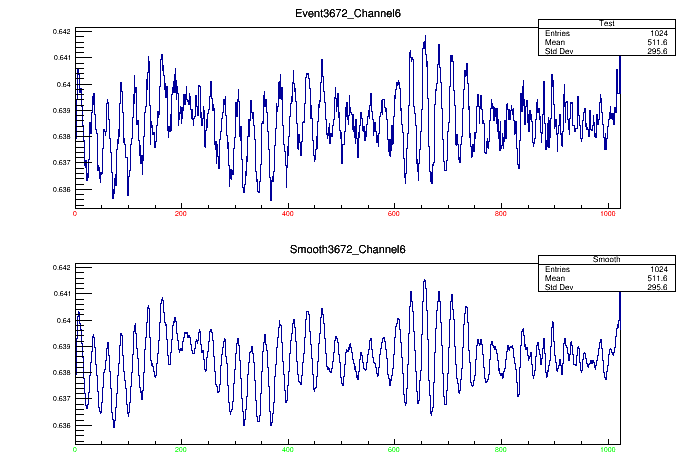 Event3672_Channel6
Test
Entries 1024
Mean 511.6
Std Dev 295.6
0.642
0.641
0.64
0.639
0.638
0.637
0.636
0 200 400 600 800 1000
Smooth3672_Channel6
Smooth
Entries 1024
Mean 511.6
Std Dev 295.6
0.642
0.641
0.64
0.639
0.638
0.637
0.636
0 200 400 600 800 1000